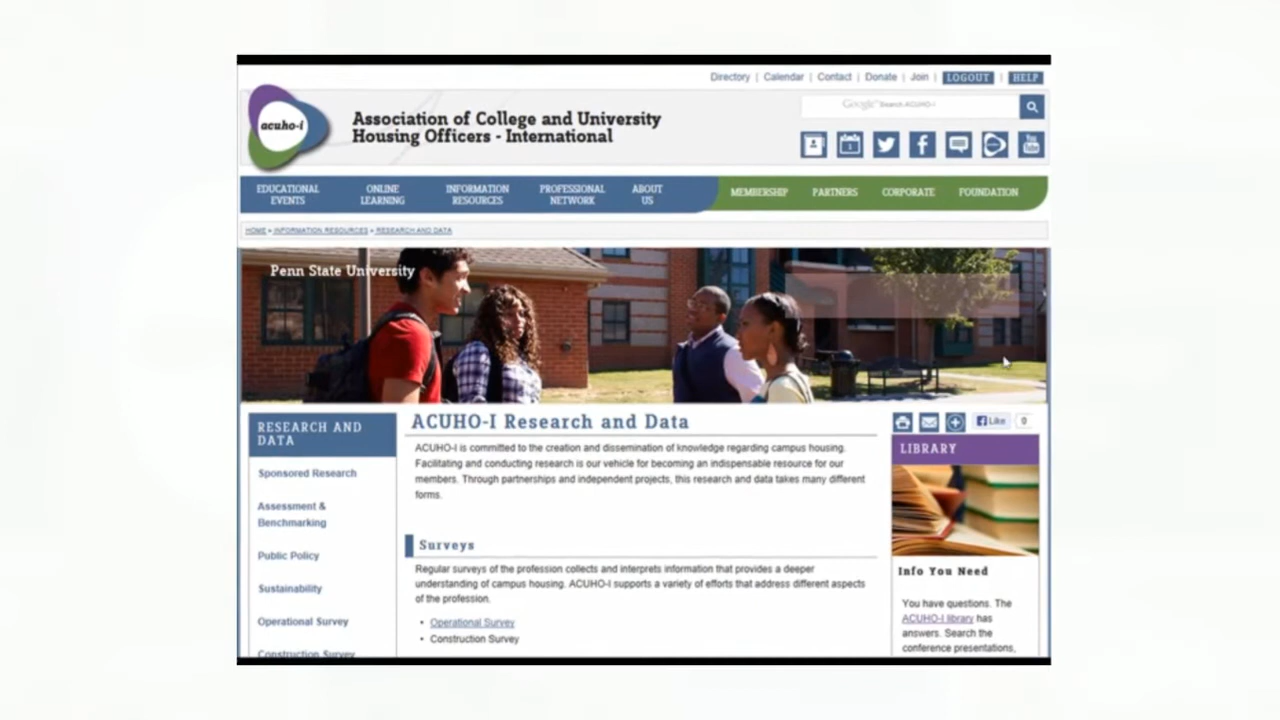 Directory | Calendar | Contact | Donate | Join | LOGOUT | HELP
acuho-i
Association of College and University
Housing Officers - International
Google Search ACUHO-I
EDUCATIONAL EVENTS
ONLINE LEARNING
INFORMATION RESOURCES
PROFESSIONAL NETWORK
ABOUT US
MEMBERSHIP
PARTNERS
CORPORATE
FOUNDATION
HOME » INFORMATION RESOURCES » RESEARCH AND DATA
Penn State University
RESEARCH AND
DATA
Sponsored Research
Assessment &
Benchmarking
Public Policy
Sustainability
Operational Survey
Construction Survey
ACUHO-I Research and Data
ACUHO-I is committed to the creation and dissemination of knowledge regarding campus housing.
Facilitating and conducting research is our vehicle for becoming an indispensable resource for our
members. Through partnerships and independent projects, this research and data takes many different
forms.
Surveys
Regular surveys of the profession collects and interprets information that provides a deeper
understanding of campus housing. ACUHO-I supports a variety of efforts that address different aspects
of the profession.
• Operational Survey
• Construction Survey
Like 0
LIBRARY
Info You Need
You have questions. The
ACUHO-I library has
answers. Search the
conference presentations,